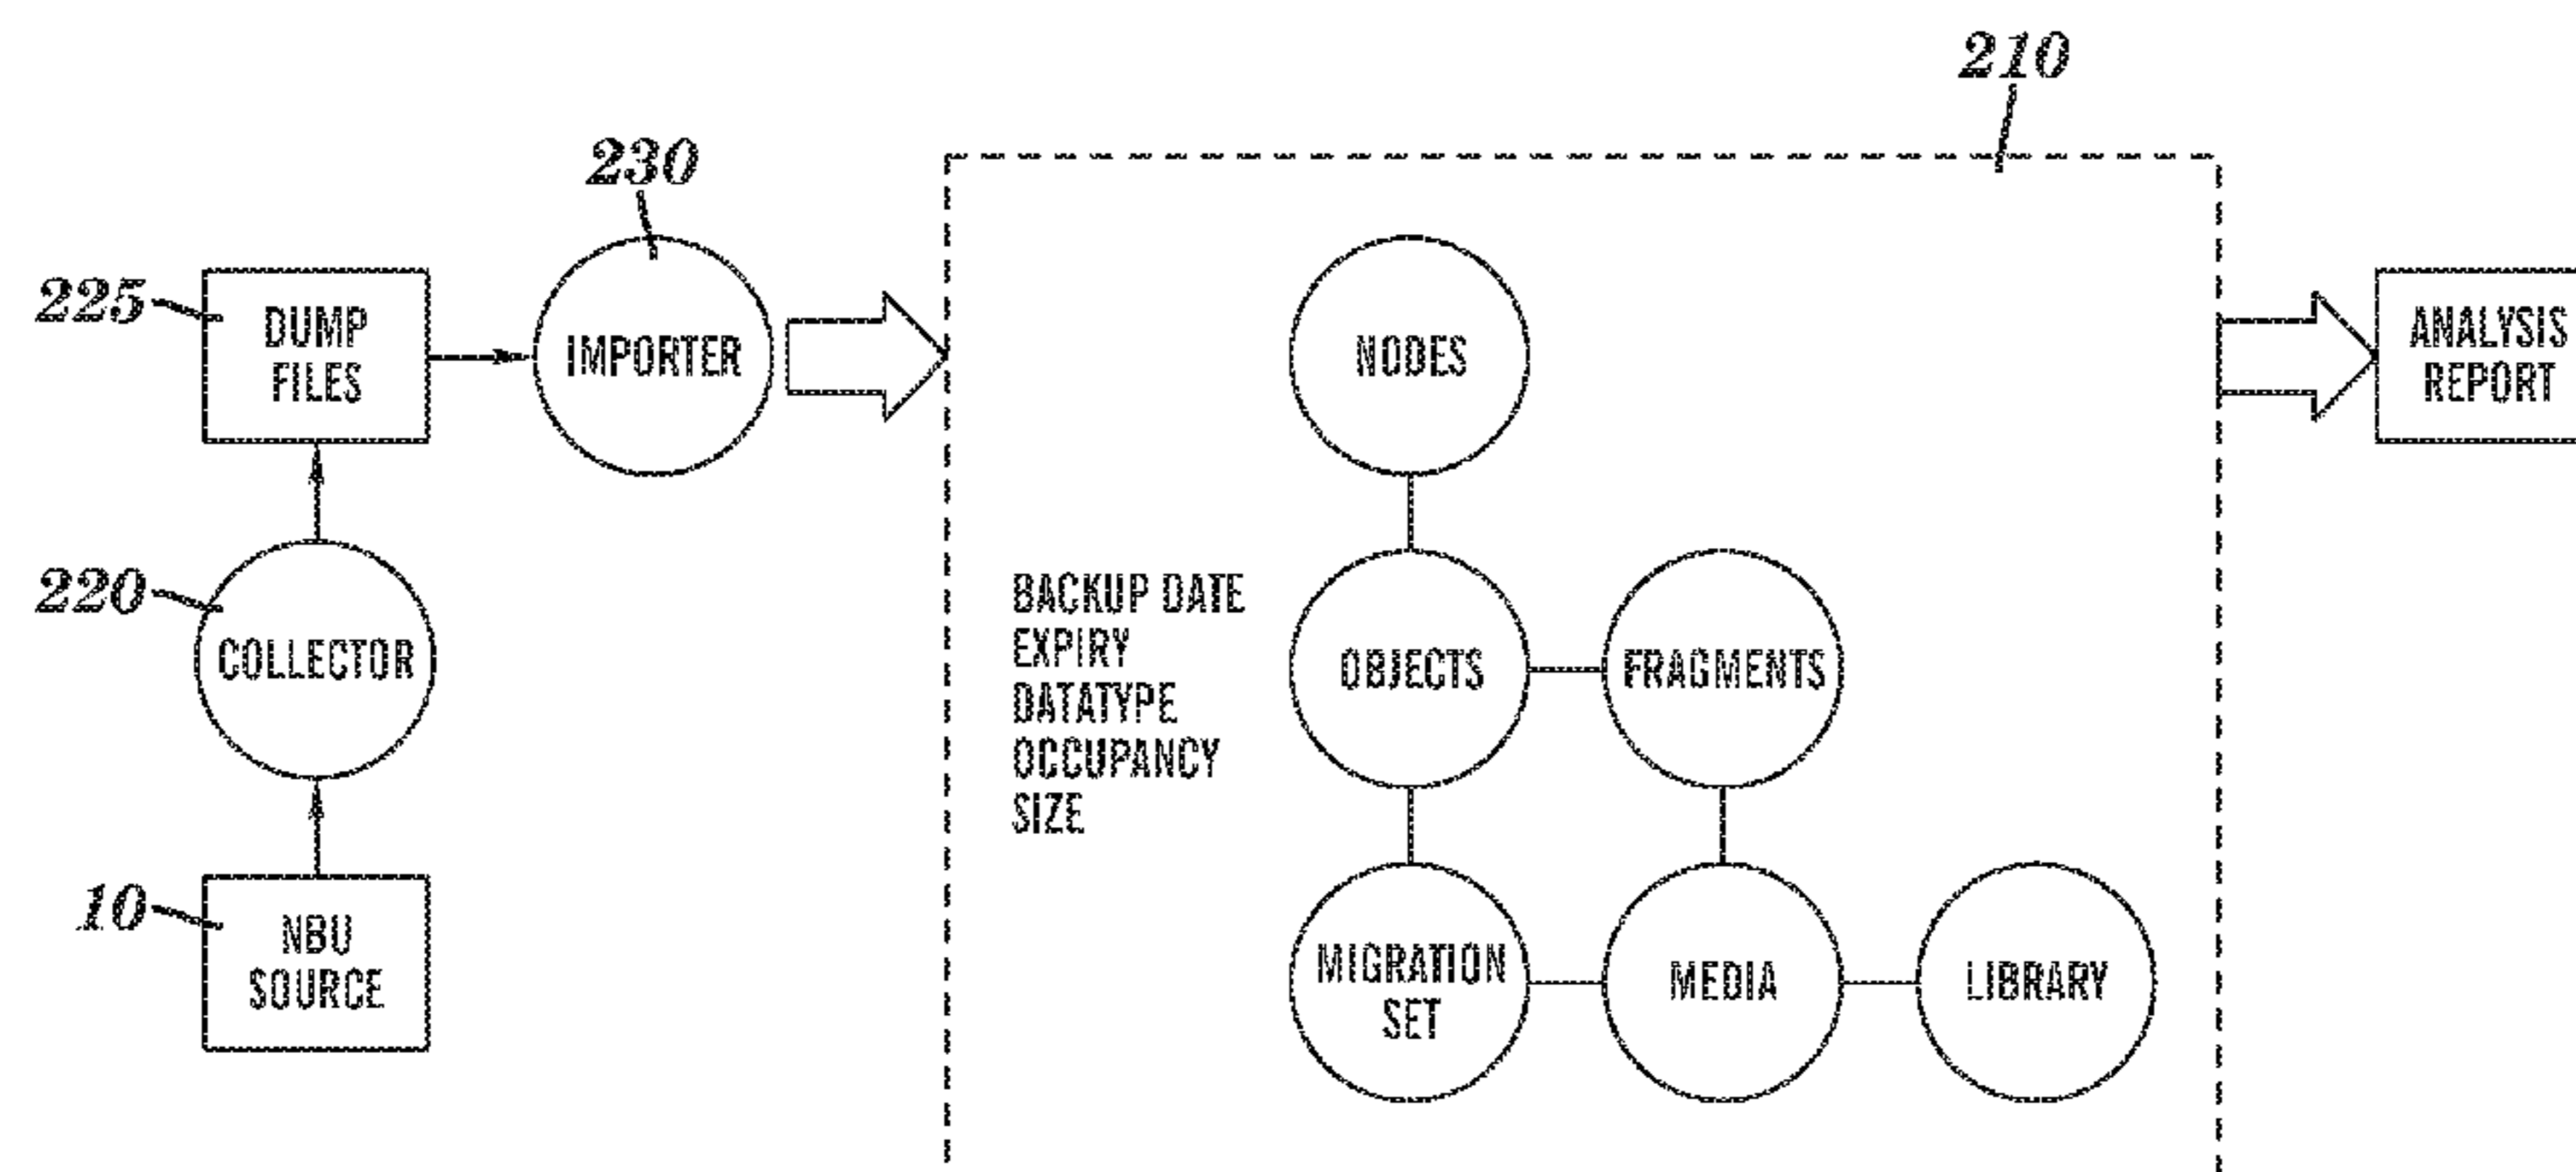 210
230
225
DUMP
FILES
IMPORTER
NODES
ANALYSIS
REPORT
220
COLLECTOR
BACKUP DATE
EXPIRY
DATATYPE
OCCUPANCY
SIZE
OBJECTS
FRAGMENTS
10
NBU
SOURCE
MIGRATION
SET
MEDIA
LIBRARY